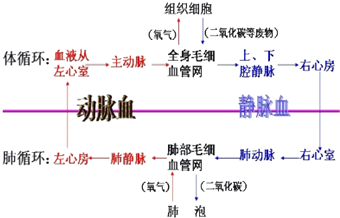 组织细胞
（氧气） （二氧化碳等废物）
体循环：血液从左心室 主动脉 全身毛细血管网 上、下腔静脉 右心房
动脉血 静脉血
肺循环：左心房 肺静脉 肺部毛细血管网 肺动脉 右心室
（氧气） （二氧化碳）
肺 泡